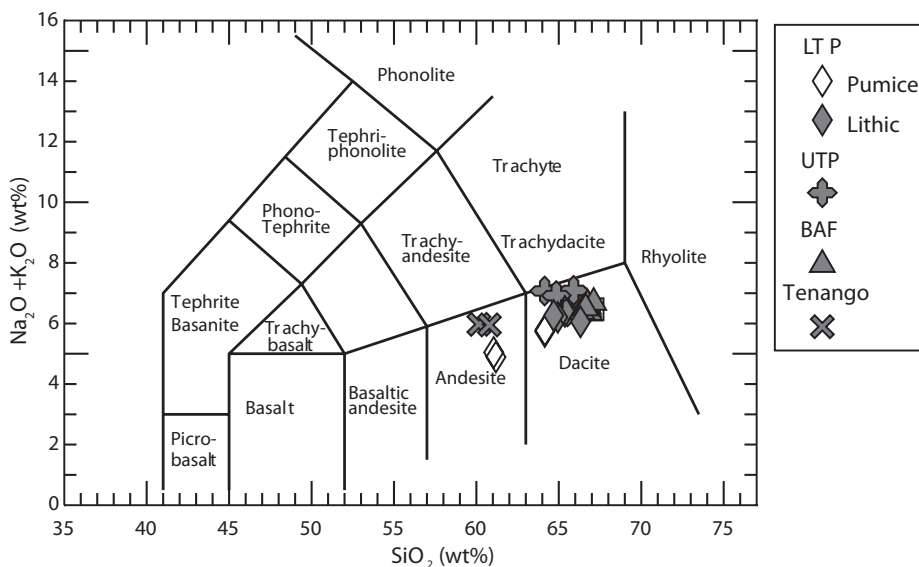 16
14
12
10
8
6
4
2
0
Na2O +K2O (wt%)
35
45
50
55
60
65
70
75
SiO2 (wt%)
Phonolite
Tephri-
phonolite
Phono-
Tephrite
Trachyte
Trachy-
andesite
Trachydacite
Rhyolite
Tephrite
Basanite
Trachy-
basalt
Andesite
Dacite
Basaltic
andesite
Basalt
Picro-
basalt
LT P
Pumice
Lithic
UTP
BAF
Tenango